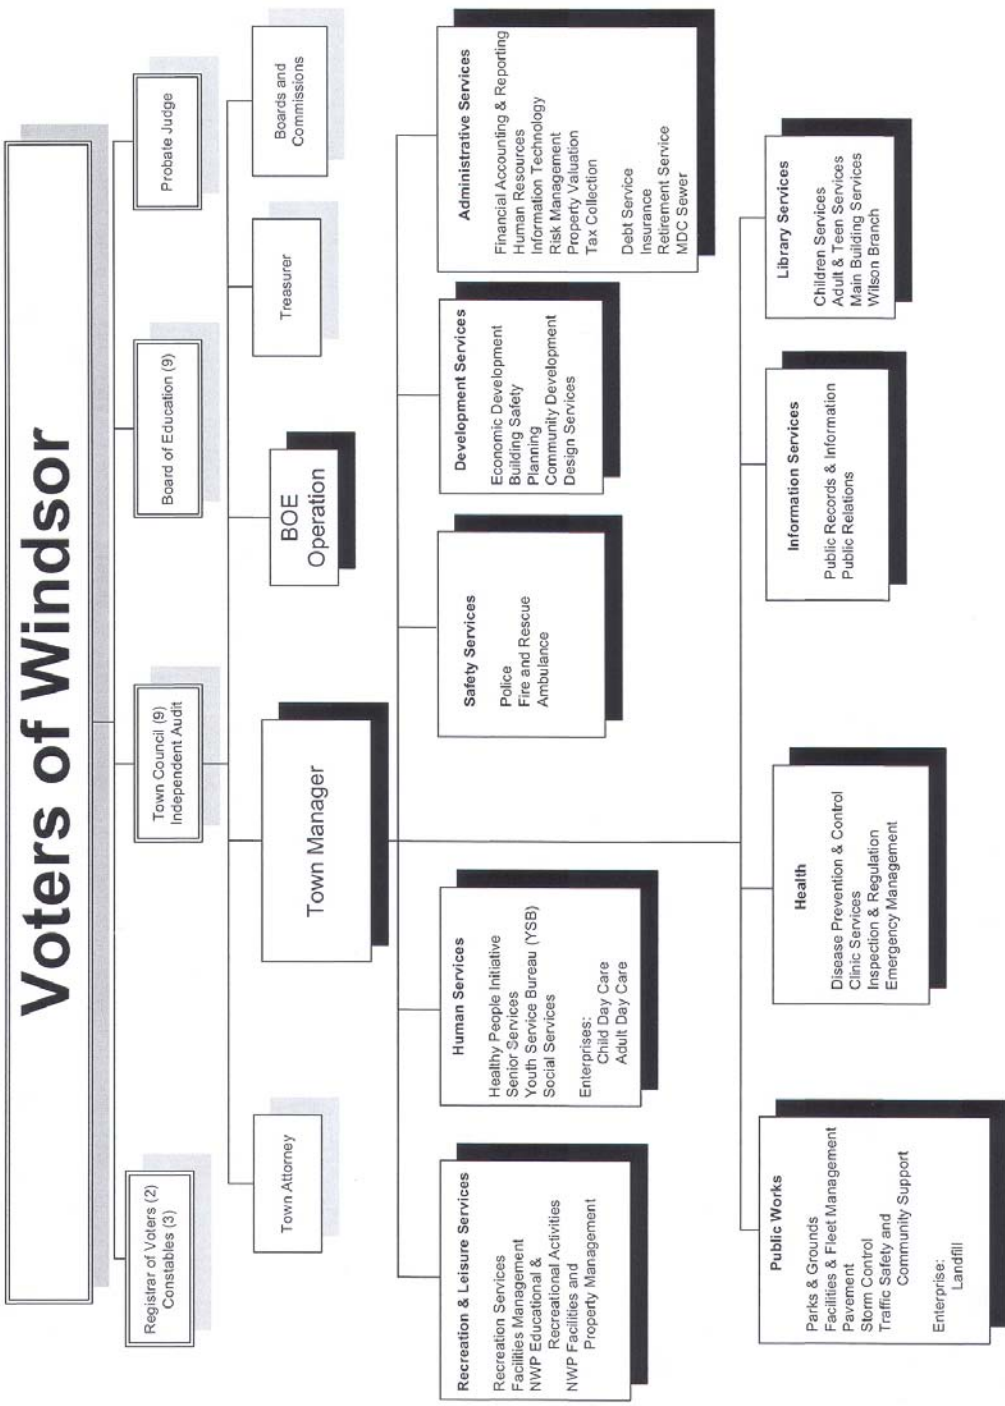 Voters of Windsor
Registrar of Voters (2)
Constables (3)
Town Council (9)
Independent Audit
Board of Education (9)
Probate Judge
Town Attorney
Town Manager
BOE
Operation
Treasurer
Boards and
Commissions
Recreation & Leisure Services
Recreation Services
Facilities Management
NWP Educational &
Recreational Activities
NWP Facilities and
Property Management
Human Services
Healthy People Initiative
Senior Services
Youth Service Bureau (YSB)
Social Services
Enterprises:
Child Day Care
Adult Day Care
Safety Services
Police
Fire and Rescue
Ambulance
Development Services
Economic Development
Building Safety
Planning
Community Development
Design Services
Administrative Services
Financial Accounting & Reporting
Human Resources
Information Technology
Risk Management
Property Valuation
Tax Collection
Debt Service
Insurance
Retirement Service
MDC Sewer
Public Works
Parks & Grounds
Facilities & Fleet Management
Pavement
Storm Control
Traffic Safety and
Community Support
Enterprise:
Landfill
Health
Disease Prevention & Control
Clinic Services
Inspection & Regulation
Emergency Management
Information Services
Public Records & Information
Public Relations
Library Services
Children Services
Adult & Teen Services
Main Building Services
Wilson Branch